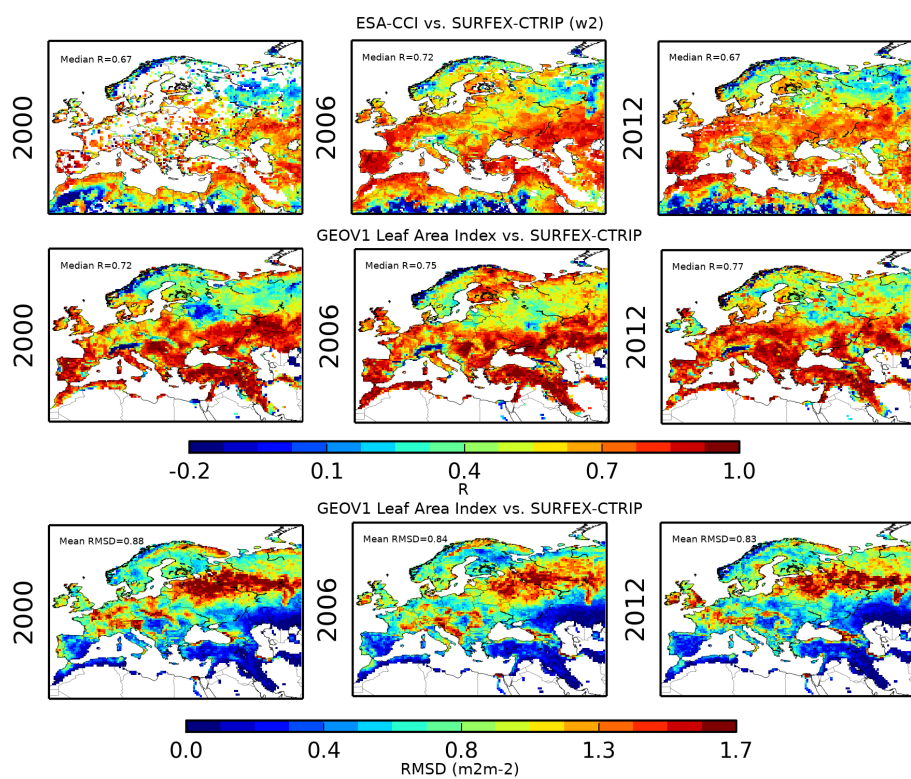 ESA-CCI vs. SURFEX-CTRIP (w2)
2000
Median R=0.67
2006
Median R=0.72
2012
Median R=0.67
GEOV1 Leaf Area Index vs. SURFEX-CTRIP
2000
Median R=0.72
2006
Median R=0.75
2012
Median R=0.77
-0.2 0.1 0.4 0.7 1.0
R
GEOV1 Leaf Area Index vs. SURFEX-CTRIP
2000
Mean RMSD=0.88
2006
Mean RMSD=0.84
2012
Mean RMSD=0.83
0.0 0.4 0.8 1.3 1.7
RMSD (m2m-2)